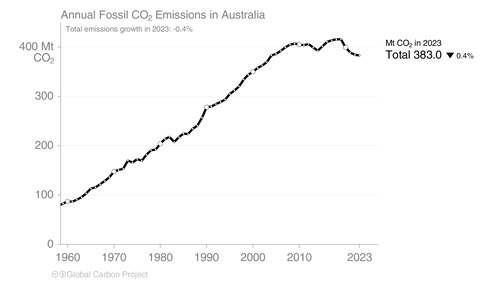 Annual Fossil CO₂ Emissions in Australia
Total emissions growth in 2023: -0.4%
400 Mt
CO₂
300
200
100
0
1960
1970
1980
1990
2000
2010
2023
Mt CO₂ in 2023
Total 383.0 ▼ 0.4%
Global Carbon Project